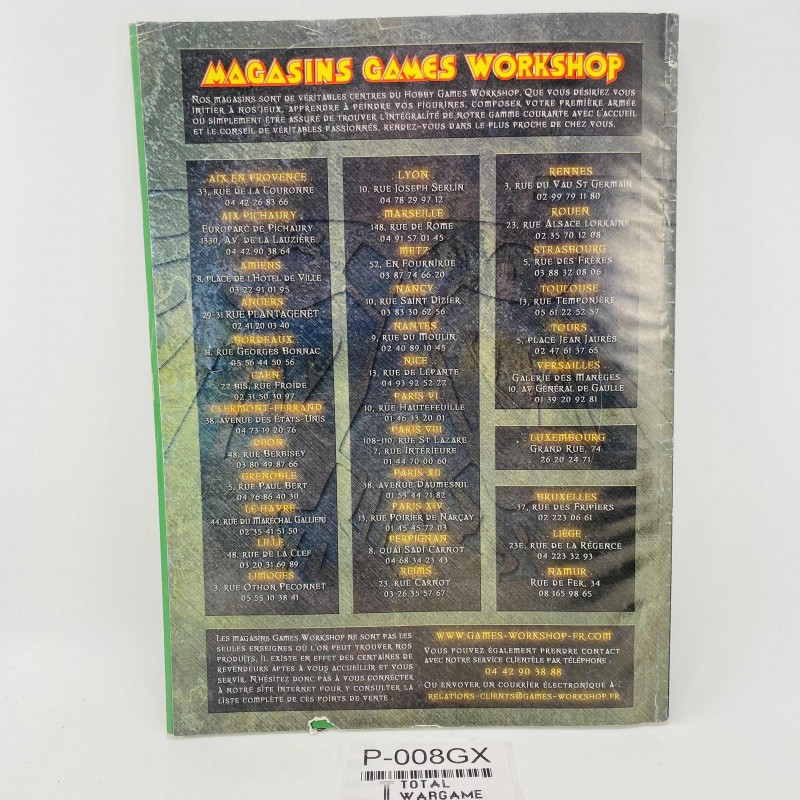 MAGASINS GAMES WORKSHOP
NOS MAGASINS SONT DE VÉRITABLES CENTRES DU HOBBY GAMES WORKSHOP. QUE VOUS DÉSIRIEZ VOUS
INITIER À NOS JEUX, APPRENDRE À PEINDRE VOS FIGURINES, COMPOSER VOTRE PREMIÈRE ARMÉE
OU SIMPLEMENT ÊTRE ASSURÉ DE TROUVER L'INTÉGRALITÉ DE NOTRE GAMME COURANTE AVEC L'ACCUEIL
ET LE CONSEIL DE VÉRITABLES PASSIONNÉS, RENDEZ-VOUS DANS LE PLUS PROCHE DE CHEZ VOUS.
AIX EN PROVENCE
33, RUE DE LA COURONNE
04 42 26 83 66
AIX PICHAURY
EUROPARC DE PICHAURY
1330, AV. DE LA LAUZIÈRE
04 42 90 38 64
AMIENS
8, PLACE DE L'HOTEL DE VILLE
03 22 91 01 95
ANGERS
29-31 RUE PLANTAGENÊT
02 41 20 03 40
BORDEAUX
RUE GEORGES BONNAC
05 56 44 50 56
CAEN
22 BIS, RUE FROIDE
02 31 50 30 97
CLERMONT-FERRAND
38, AVENUE DES ÉTATS-UNIS
04 73 19 20 76
DIJON
48, RUE BERBISEY
03 80 49 87 66
GRENOBLE
5, RUE PAUL BERT
04 76 86 40 30
LE HAVRE
44, RUE DU MARÉCHAL GALLIENI
02 35 41 51 50
LILLE
48, RUE DE LA CLEF
03 20 31 69 89
LIMOGES
3, RUE OTHON PECONNET
05 55 10 38 41
LYON
10, RUE JOSEPH SERLIN
04 78 29 97 12
MARSEILLE
148, RUE DE ROME
04 91 57 01 45
METZ
52, EN FOURNIRUE
03 87 74 66 20
NANCY
10, RUE SAINT DIZIER
03 83 30 62 56
NANTES
9, RUE DU MOULIN
02 40 89 10 45
NICE
13, RUE DE LÉPANTE
04 93 92 52 22
PARIS VI
10, RUE HAUTEFEUILLE
01 46 33 20 01
PARIS VIII
108-110, RUE ST LAZARE
7, RUE INTÉRIEURE
01 44 70 00 60
PARIS XII
38, AVENUE DAUMESNIL
01 53 44 71 82
PARIS XIV
13, RUE POIRIER DE NARÇAY
01 45 45 72 03
PERPIGNAN
8, QUAI SADI CARNOT
04 68 34 23 43
REIMS
23, RUE CARNOT
03 26 35 57 67
RENNES
3, RUE DU VAU ST GERMAIN
02 99 79 11 80
ROUEN
23, RUE ALSACE LORRAINE
02 35 70 12 08
STRASBOURG
5, RUE DES FRÈRES
03 88 32 08 06
TOULOUSE
13, RUE TEMPONIÈRE
05 61 22 52 57
TOURS
5, PLACE JEAN JAURÈS
02 47 61 37 65
VERSAILLES
GALERIE DES MANÈGES
10, AV GÉNÉRAL DE GAULLE
01 39 20 92 81
LUXEMBOURG
GRAND RUE, 74
26 20 24 71
BRUXELLES
37, RUE DES FRIPIERS
02 223 06 61
LIÈGE
23E, RUE DE LA RÉGENCE
04 223 32 93
NAMUR
RUE DE FER, 34
08 165 98 65
LES MAGASINS GAMES WORKSHOP NE SONT PAS LES
SEULES ENSEIGNES OÙ L'ON PEUT TROUVER NOS
PRODUITS, IL EXISTE EN EFFET DES CENTAINES DE
REVENDEURS APTES À VOUS ACCUEILLIR ET VOUS
SERVIR. N'HÉSITEZ DONC PAS À VOUS CONNECTER
À NOTRE SITE INTERNET POUR Y CONSULTER LA
LISTE COMPLÈTE DE CES POINTS DE VENTE :
WWW.GAMES-WORKSHOP-FR.COM
VOUS POUVEZ ÉGALEMENT PRENDRE CONTACT
AVEC NOTRE SERVICE CLIENTÈLE PAR TÉLÉPHONE :
04 42 90 38 88
OU ENVOYER UN COURRIER ÉLECTRONIQUE À :
RELATIONS-CLIENTS@GAMES-WORKSHOP.FR
P-008GX
TOTAL
WARGAME